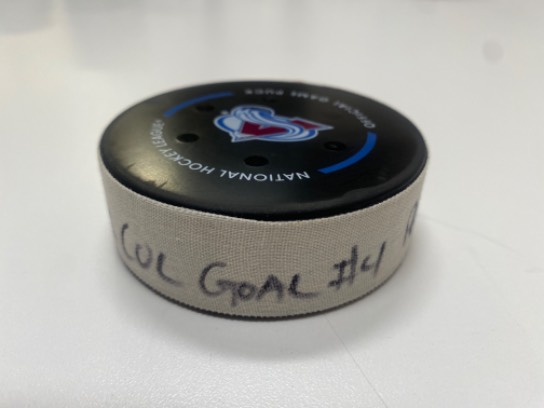 OFFICIAL GAME PUCK
NATIONAL HOCKEY LEAGUE
COL GOAL #4